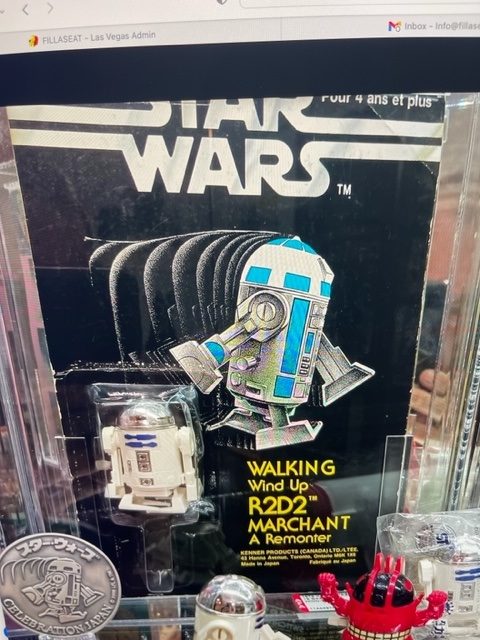 FILLASEAT - Las Vegas Admin
Inbox - Info@fillase
Pour 4 ans et plus
STAR
WARS
TM
WALKING
Wind Up
R2D2™
MARCHANT
A Remonter
KENNER PRODUCTS (CANADA) LTD./LTEE.
Made in Japan
Fabriqué au Japon
スター・ウォーズ
CELEBRATION JAPAN